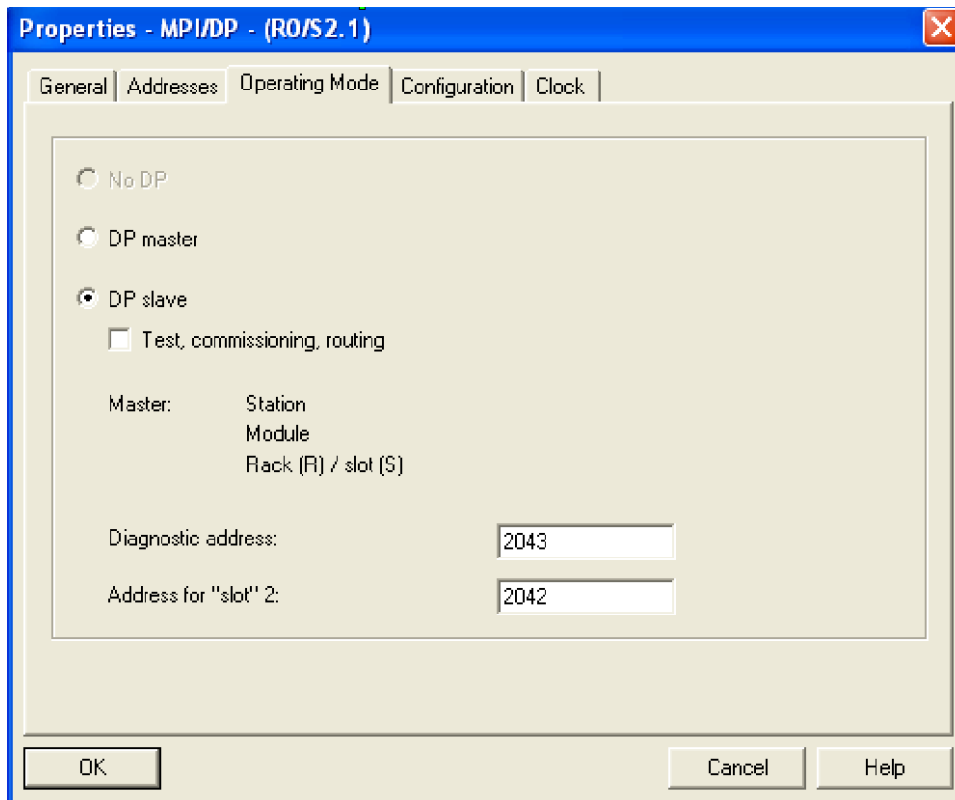 Properties - MPI/DP - (R0/S2.1)
General Addresses Operating Mode Configuration Clock
No DP
DP master
DP slave
Test, commissioning, routing
Master: Station
Module
Rack (R) / slot (S)
Diagnostic address: 2043
Address for "slot" 2: 2042
OK Cancel Help